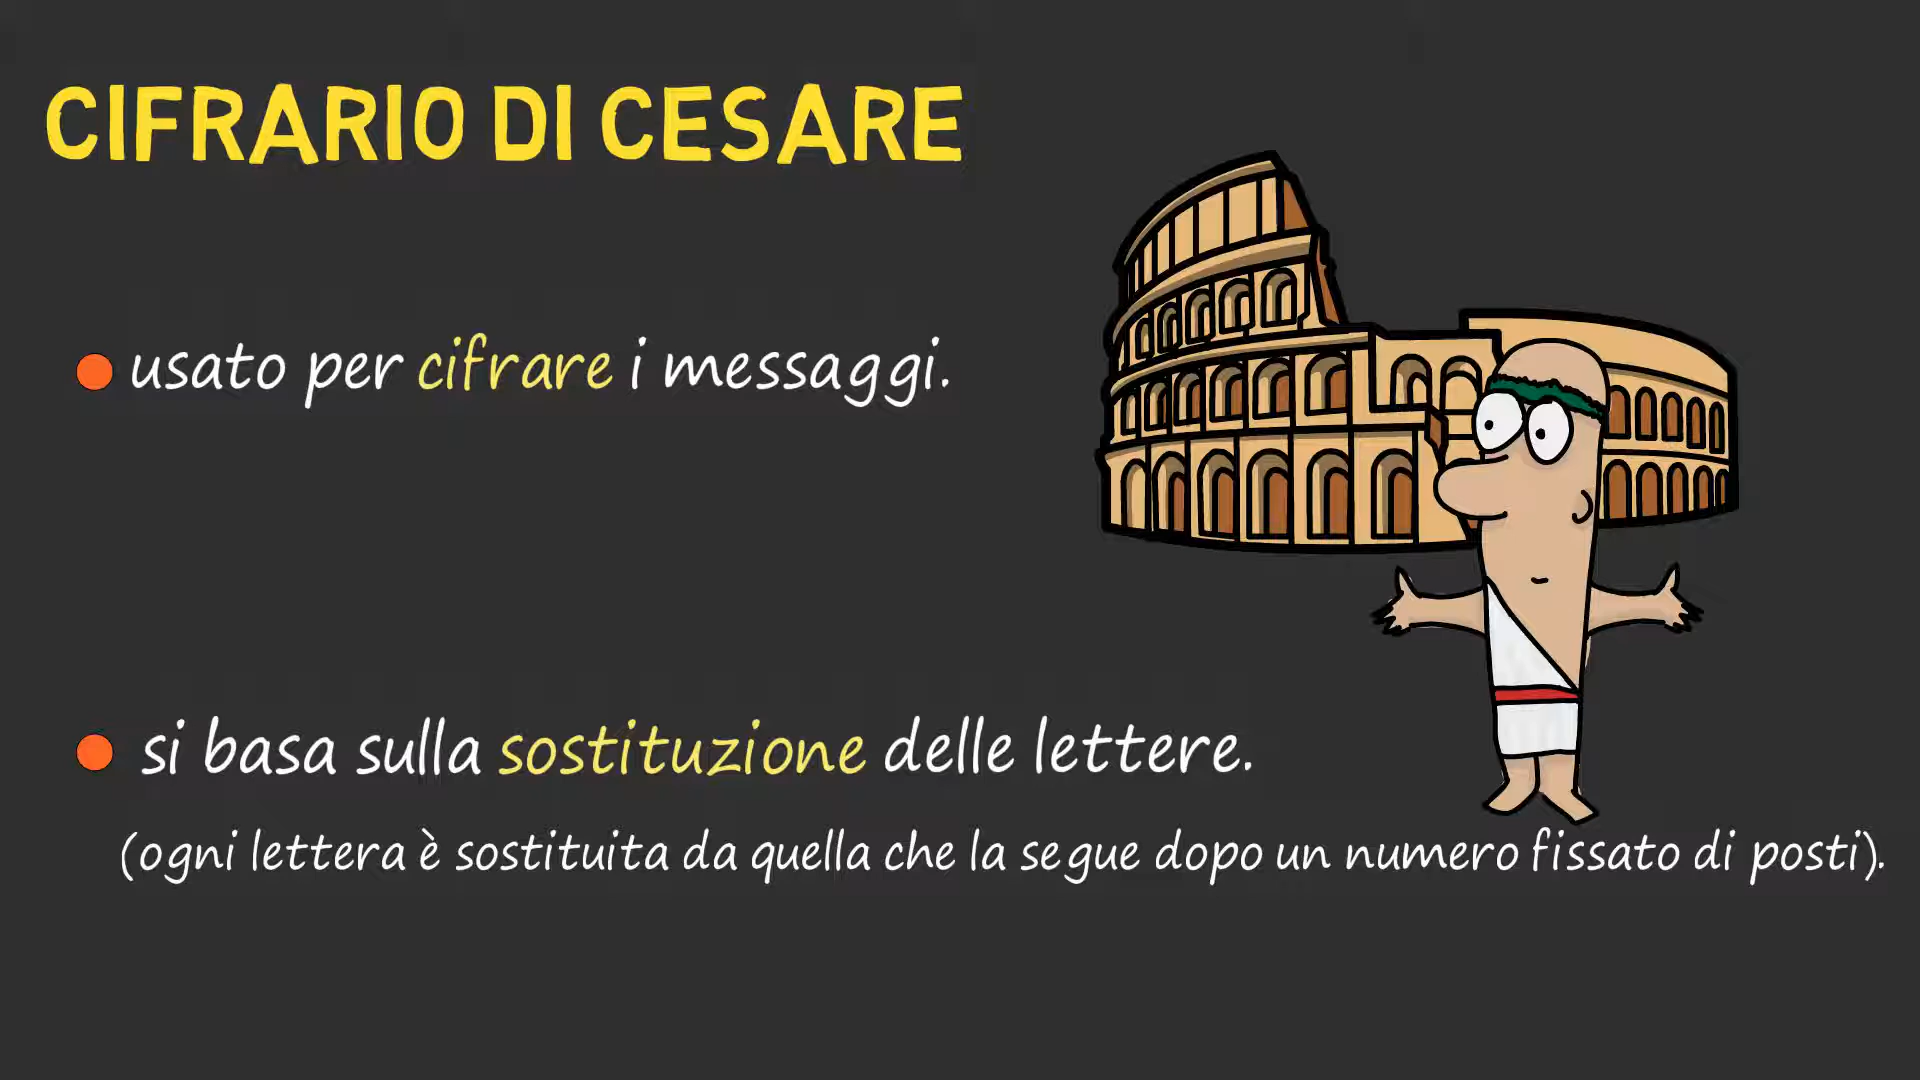 CIFRARIO DI CESARE
usato per cifrare i messaggi.
si basa sulla sostituzione delle lettere.
(ogni lettera è sostituita da quella che la segue dopo un numero fissato di posti).